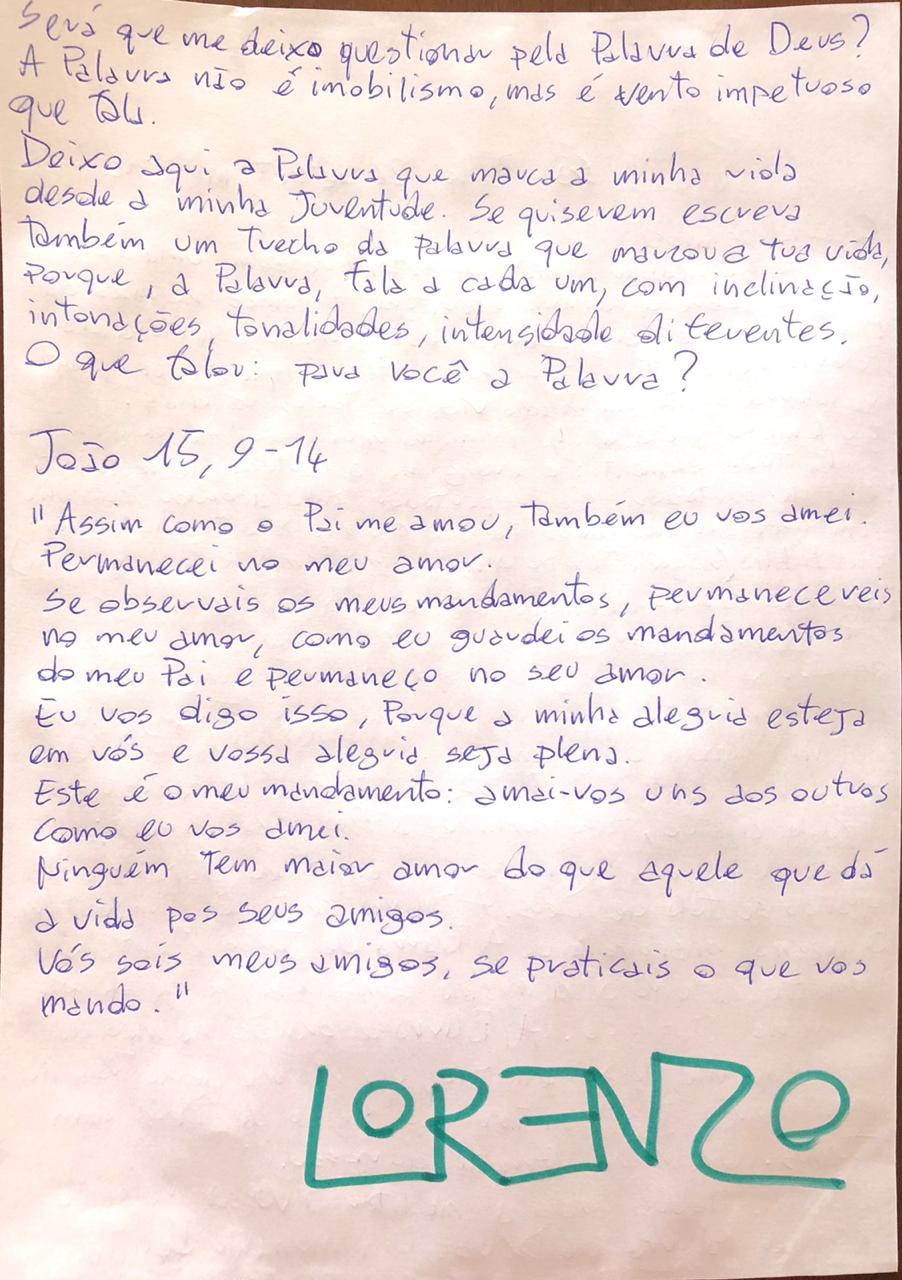 Será que me deixo questionar pela Palavra de Deus?
A Palavra não é imobilismo, mas é vento impetuoso
que fala.
Deixo aqui a Palavra que marca a minha vida
desde a minha Juventude. Se quiserem escreva
também um trecho da palavra que marcou a tua vida,
porque, a Palavra, fala a cada um, com inclinação,
intonações, tonalidades, intensidade diferentes.
O que falou: para você a Palavra?
João 15, 9-14
"Assim como o Pai me amou, também eu vos amei.
Permanecei no meu amor.
Se observais os meus mandamentos, permanecereis
no meu amor, como eu guardei os mandamentos
do meu Pai e permaneço no seu amor.
Eu vos digo isso, porque a minha alegria esteja
em vós e vossa alegria seja plena.
Este é o meu mandamento: amai-vos uns aos outros
como eu vos amei.
Ninguém tem maior amor do que aquele que dá
a vida pos seus amigos.
Vós sois meus amigos, se praticais o que vos
mando."
LORENZO